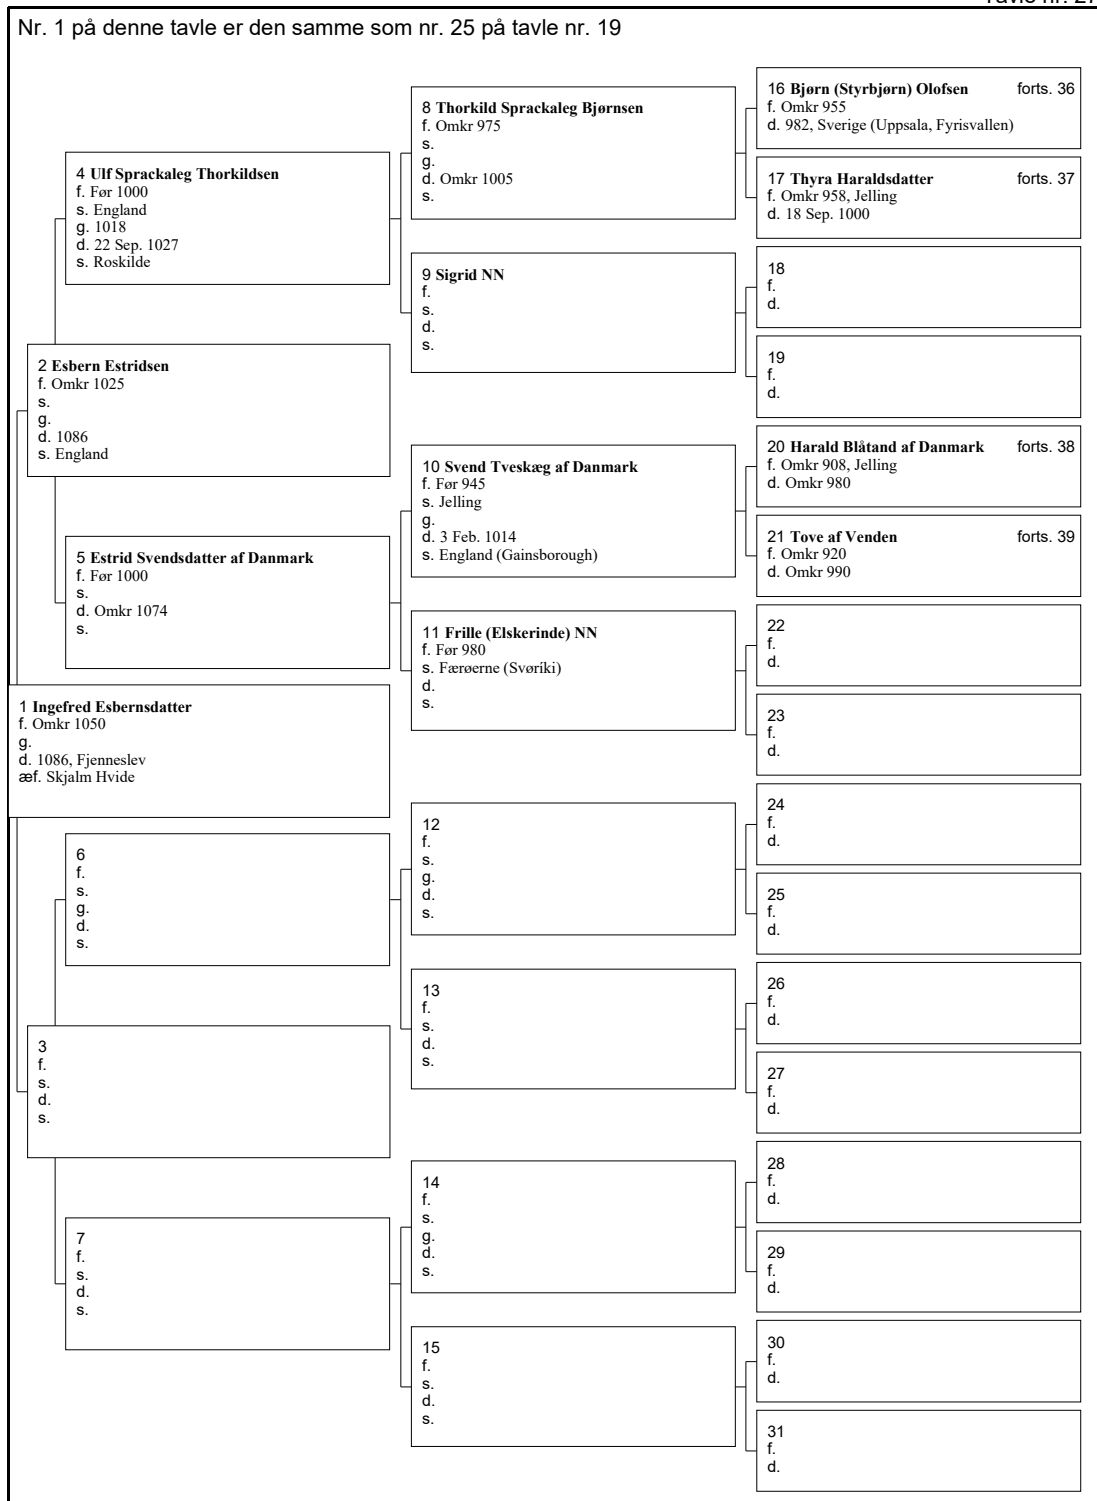 Tavle nr. 27
Nr. 1 på denne tavle er den samme som nr. 25 på tavle nr. 19
16 Bjørn (Styrbjørn) Olofsen forts. 36
f. Omkr 955
d. 982, Sverige (Uppsala, Fyrisvallen)
8 Thorkild Sprackaleg Bjørnsen
f. Omkr 975
s.
g.
d. Omkr 1005
s.
4 Ulf Sprackaleg Thorkildsen
f. Før 1000
s. England
g. 1018
d. 22 Sep. 1027
s. Roskilde
17 Thyra Haraldsdatter forts. 37
f. Omkr 958, Jelling
d. 18 Sep. 1000
9 Sigrid NN
f.
s.
d.
s.
18
f.
d.
19
f.
d.
2 Esbern Estridsen
f. Omkr 1025
s.
g.
d. 1086
s. England
10 Svend Tveskæg af Danmark
f. Før 945
s. Jelling
g.
d. 3 Feb. 1014
s. England (Gainsborough)
20 Harald Blåtand af Danmark forts. 38
f. Omkr 908, Jelling
d. Omkr 980
21 Tove af Venden forts. 39
f. Omkr 920
d. Omkr 990
5 Estrid Svendsdatter af Danmark
f. Før 1000
s.
d. Omkr 1074
s.
11 Frille (Elskerinde) NN
f. Før 980
s. Færøerne (Svøríki)
d.
s.
22
f.
d.
23
f.
d.
1 Ingefred Esbernsdatter
f. Omkr 1050
g.
d. 1086, Fjenneslev
æf. Skjalm Hvide
12
f.
s.
g.
d.
s.
24
f.
d.
25
f.
d.
6
f.
s.
g.
d.
s.
13
f.
s.
d.
s.
26
f.
d.
27
f.
d.
3
f.
s.
d.
s.
14
f.
s.
g.
d.
s.
28
f.
d.
29
f.
d.
7
f.
s.
d.
s.
15
f.
s.
d.
s.
30
f.
d.
31
f.
d.